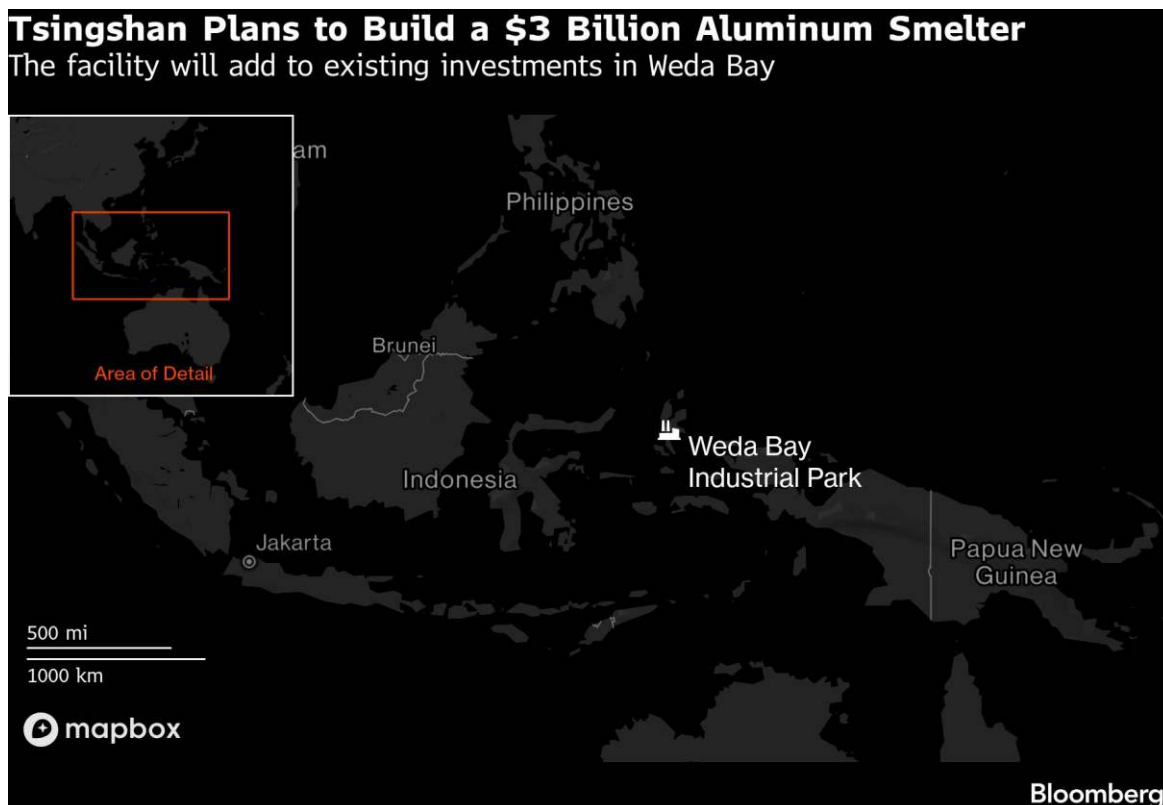 Tsingshan Plans to Build a $3 Billion Aluminum Smelter
The facility will add to existing investments in Weda Bay
am
Philippines
Brunei
Area of Detail
Weda Bay
Industrial Park
Indonesia
Jakarta
Papua New
Guinea
500 mi
1000 km
mapbox
Bloomberg